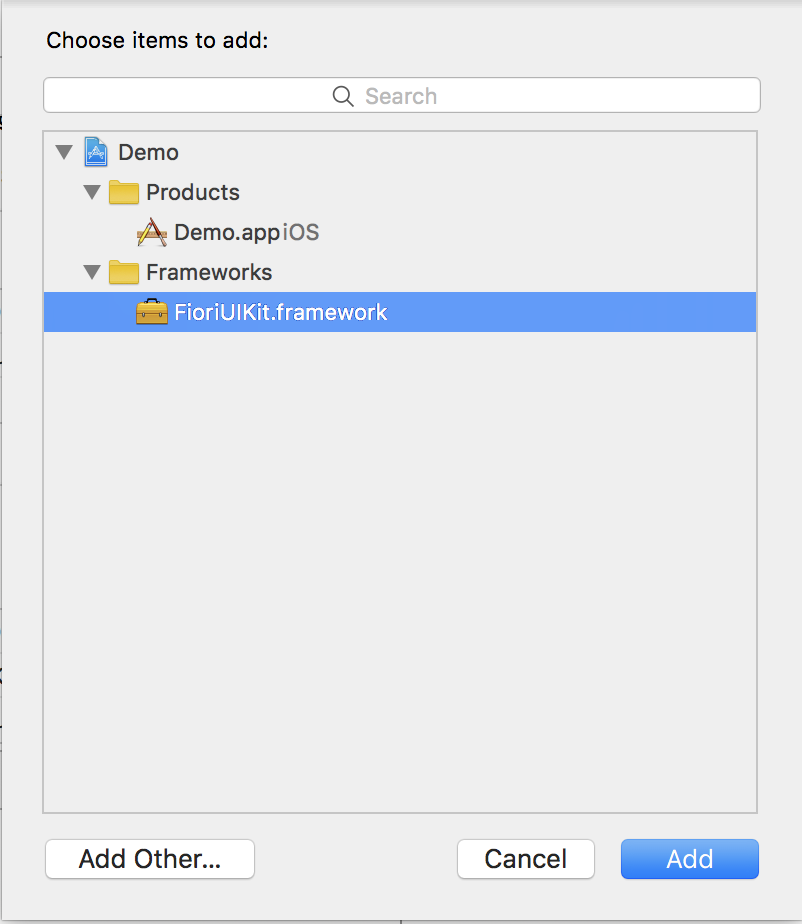 Choose items to add:
Search
Demo
Products
Demo.app iOS
Frameworks
FioriUIKit.framework
Add Other... Cancel Add